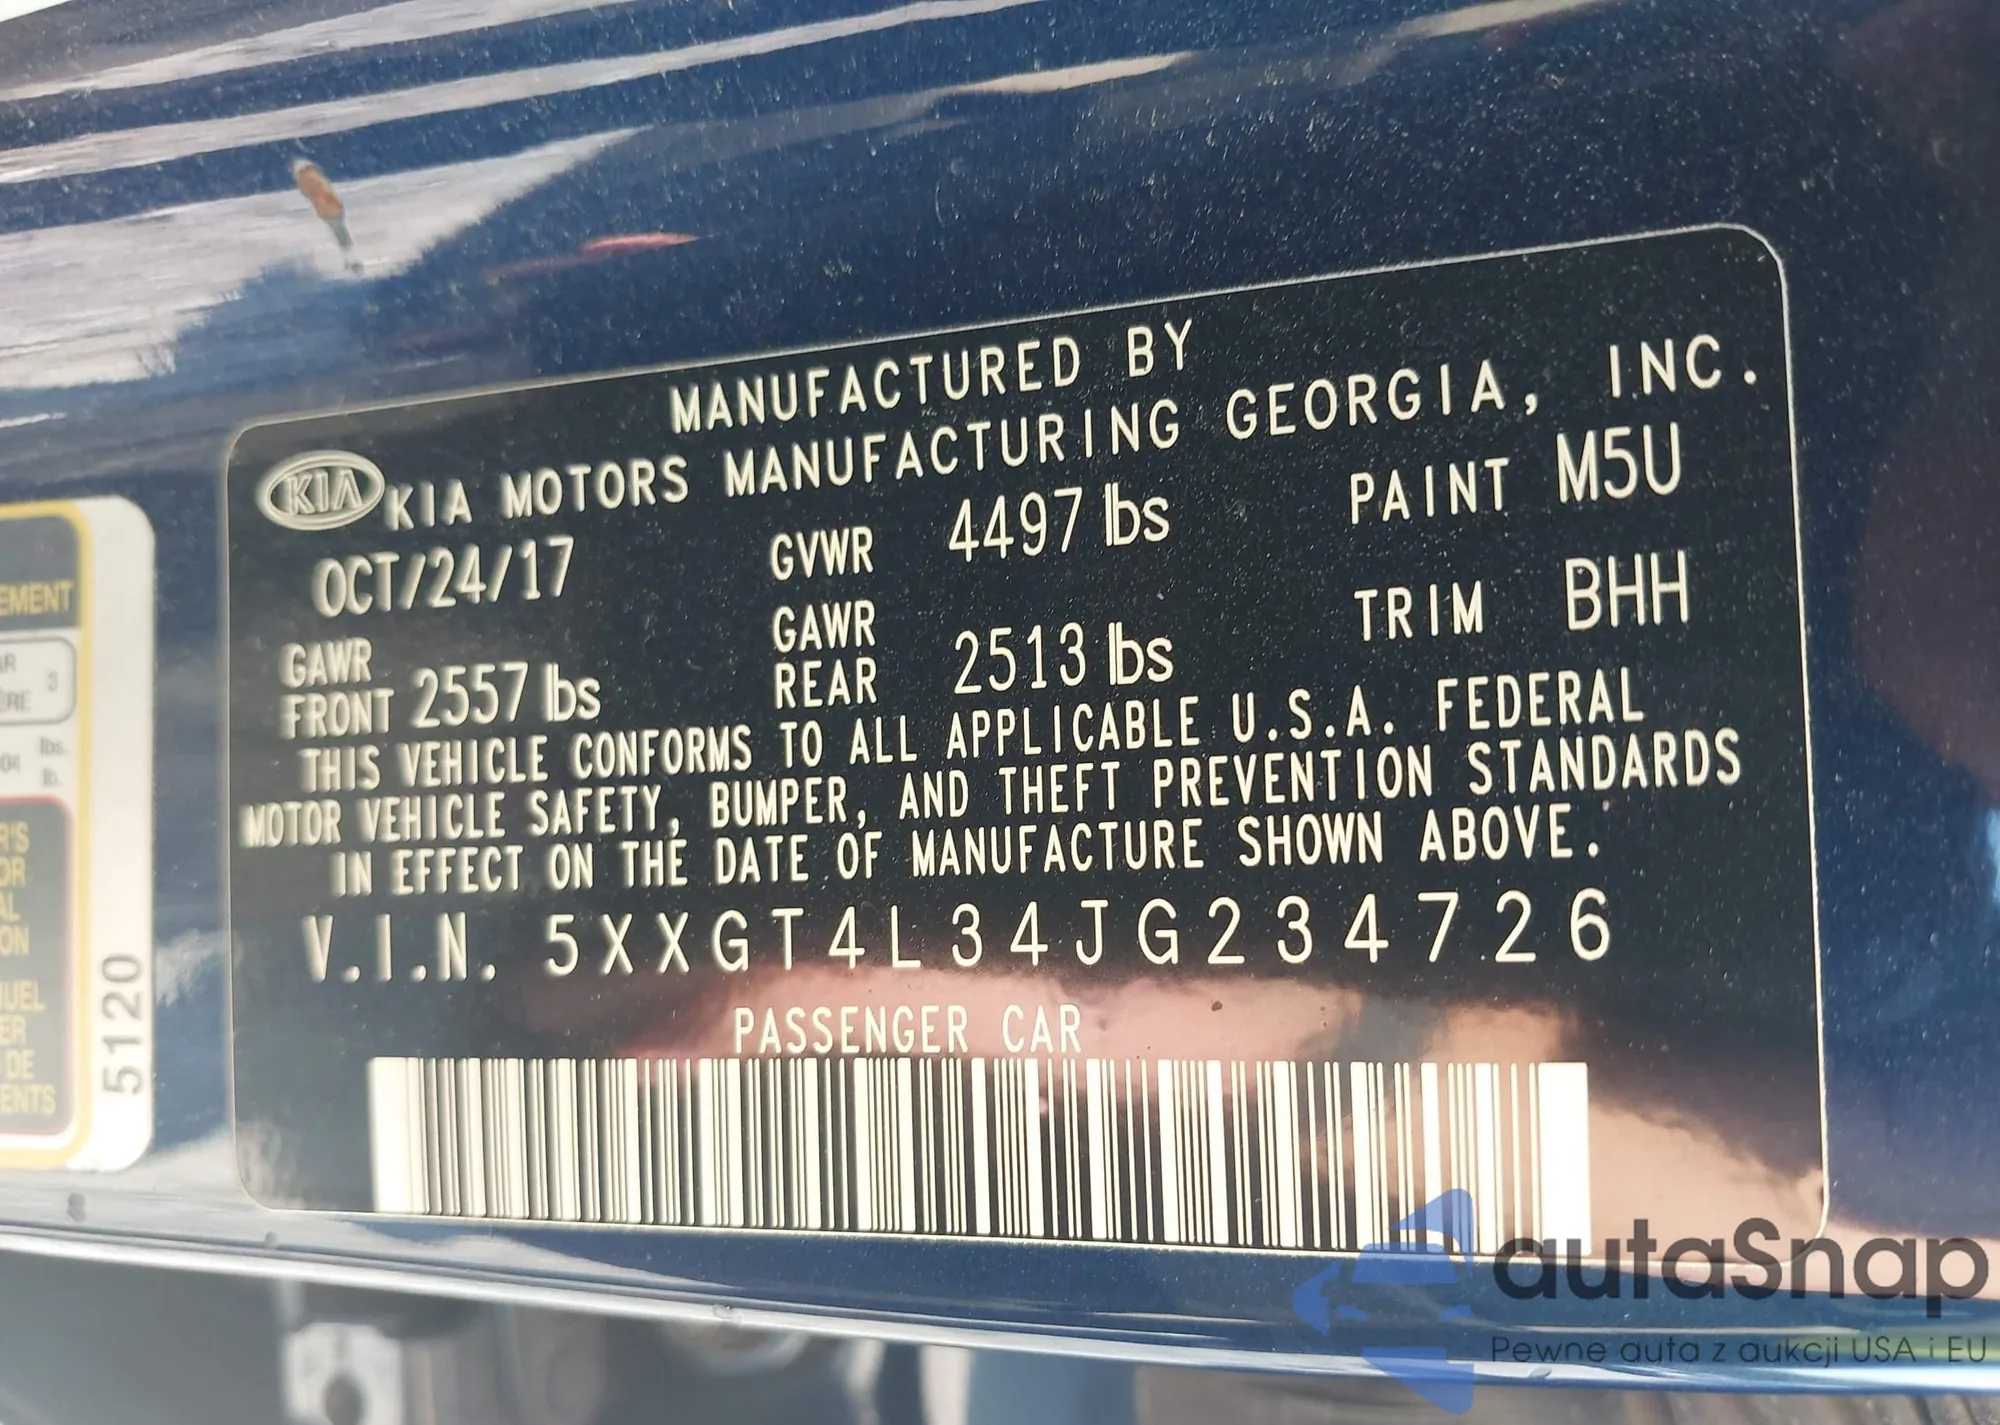 MANUFACTURED BY
KIA KIA MOTORS MANUFACTURING GEORGIA, INC.
OCT/24/17 GVWR 4497 lbs PAINT M5U
GAWR FRONT 2557 lbs GAWR REAR 2513 lbs TRIM BHH
THIS VEHICLE CONFORMS TO ALL APPLICABLE U.S.A. FEDERAL
MOTOR VEHICLE SAFETY, BUMPER, AND THEFT PREVENTION STANDARDS
IN EFFECT ON THE DATE OF MANUFACTURE SHOWN ABOVE.
V.I.N. 5XXGT4L34JG234726
PASSENGER CAR
5120
autaSnap
Pewne auta z aukcji USA i EU